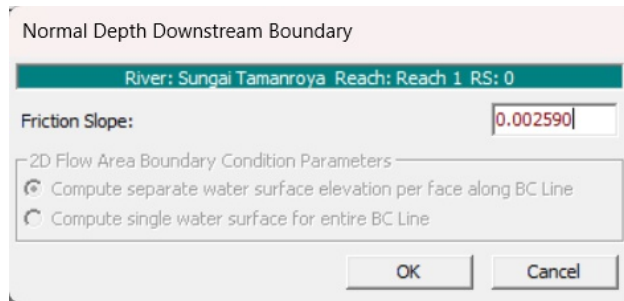 Normal Depth Downstream Boundary
River: Sungai Tamanroya Reach: Reach 1 RS: 0
Friction Slope: 0.002590
2D Flow Area Boundary Condition Parameters
Compute separate water surface elevation per face along BC Line
Compute single water surface for entire BC Line
OK Cancel